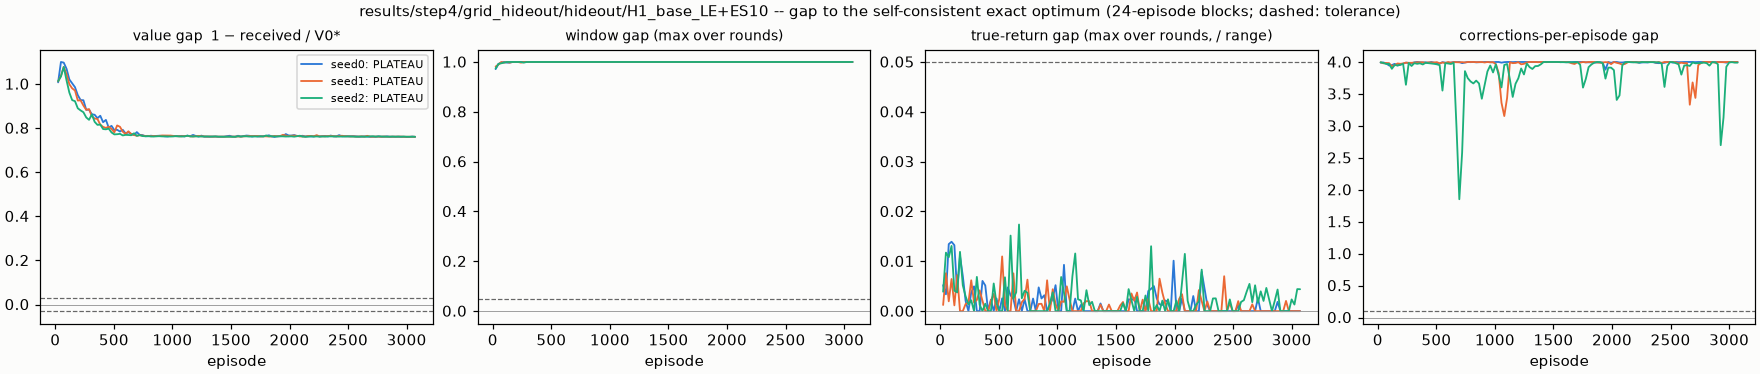 results/step4/grid_hideout/hideout/H1_base_LE+ES10 -- gap to the self-consistent exact optimum (24-episode blocks; dashed: tolerance)
value gap 1 − received / V0*
1.0
0.8
0.6
0.4
0.2
0.0
seed0: PLATEAU
seed1: PLATEAU
seed2: PLATEAU
0 500 1000 1500 2000 2500 3000
episode
window gap (max over rounds)
1.0
0.8
0.6
0.4
0.2
0.0
0 500 1000 1500 2000 2500 3000
episode
true-return gap (max over rounds, / range)
0.05
0.04
0.03
0.02
0.01
0.00
0 500 1000 1500 2000 2500 3000
episode
corrections-per-episode gap
4.0
3.5
3.0
2.5
2.0
1.5
1.0
0.5
0.0
0 500 1000 1500 2000 2500 3000
episode